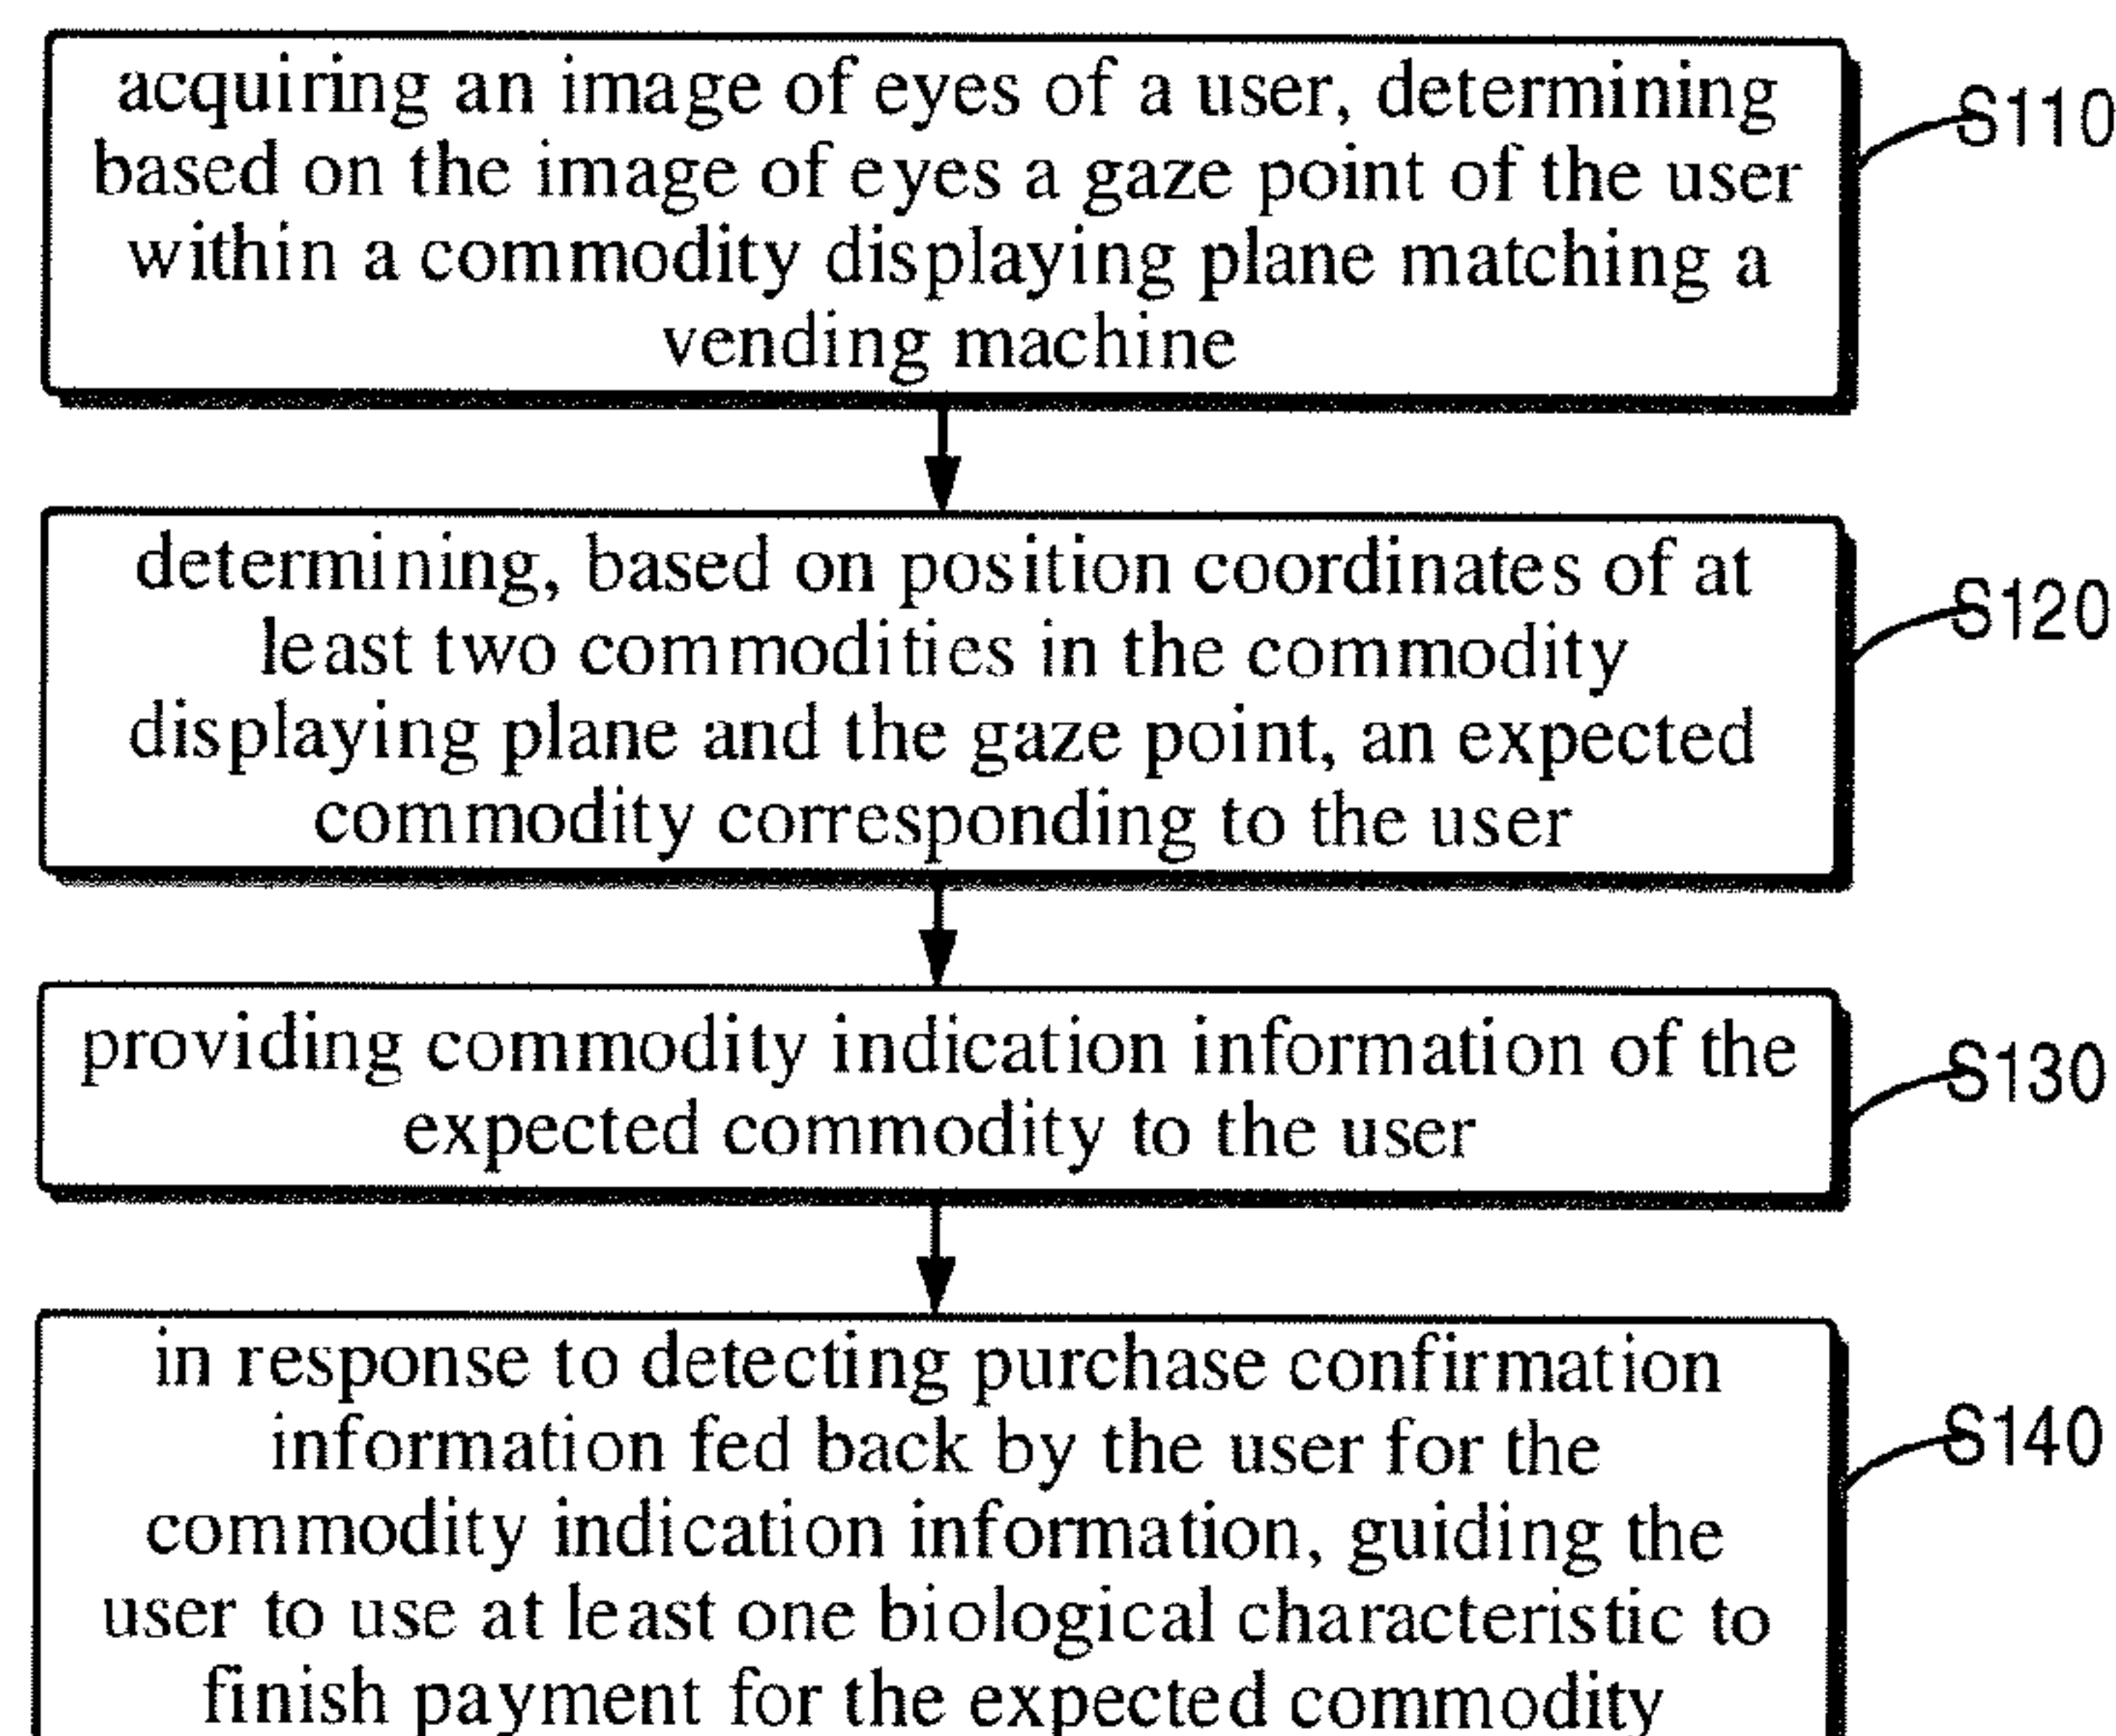 acquiring an image of eyes of a user, determining
based on the image of eyes a gaze point of the user
within a commodity displaying plane matching a
vending machine
S110
determining, based on position coordinates of at
least two commodities in the commodity
displaying plane and the gaze point, an expected
commodity corresponding to the user
S120
providing commodity indication information of the
expected commodity to the user
S130
in response to detecting purchase confirmation
information fed back by the user for the
commodity indication information, guiding the
user to use at least one biological characteristic to
finish payment for the expected commodity
S140